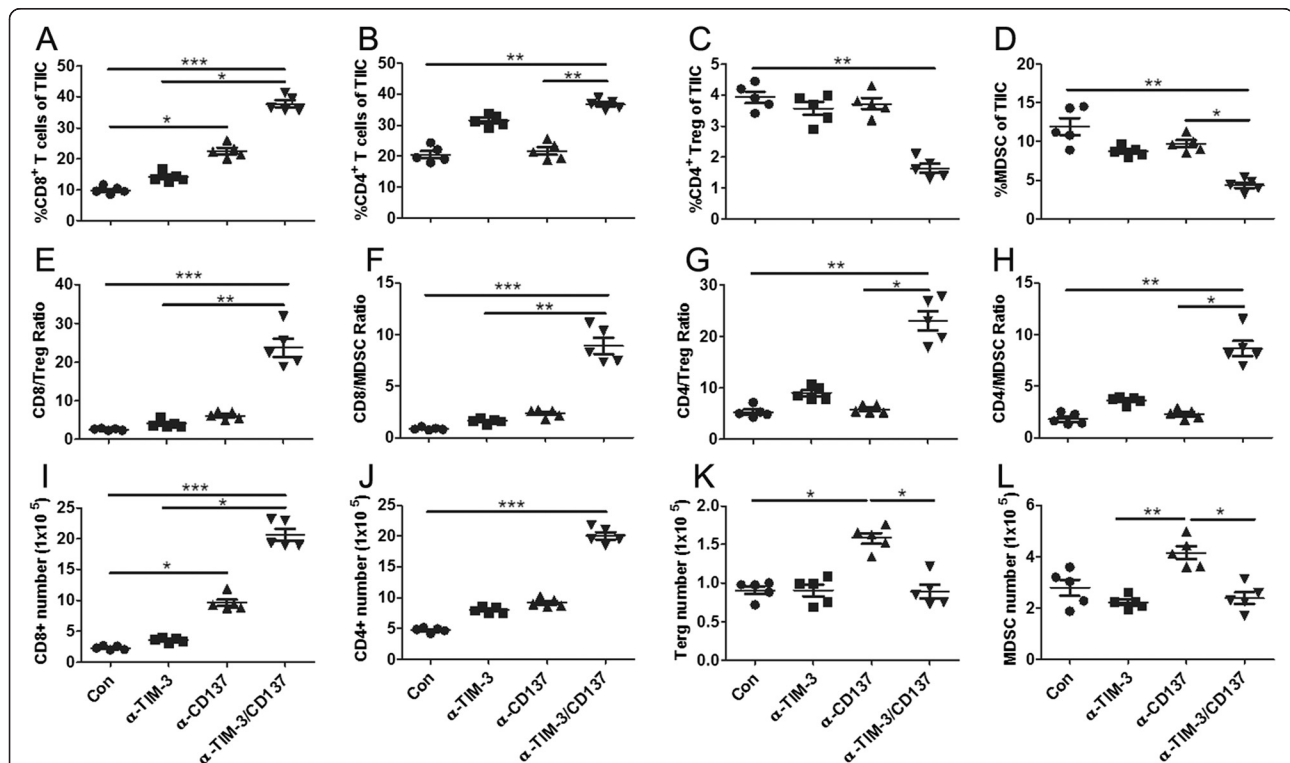 A
%CD8+ T cells of TIIC
50
40
30
20
10
0
***
*
*
B
%CD4+ T cells of TIIC
50
40
30
20
10
0
**
**
C
%CD4+ Treg of TIIC
5
4
3
2
1
0
**
D
%MDSC of TIIC
20
15
10
5
0
**
*
E
CD8/Treg Ratio
40
30
20
10
0
***
**
F
CD8/MDSC Ratio
15
10
5
0
***
**
G
CD4/Treg Ratio
30
20
10
0
**
*
H
CD4/MDSC Ratio
15
10
5
0
**
*
I
CD8+ number (1x10 5)
25
20
15
10
5
0
***
*
*
Con
α-TIM-3
α-CD137
α-TIM-3/CD137
J
CD4+ number (1x10 5)
25
20
15
10
5
0
***
Con
α-TIM-3
α-CD137
α-TIM-3/CD137
K
Terg number (1x10 5)
2.0
1.5
1.0
0.5
0.0
*
*
Con
α-TIM-3
α-CD137
α-TIM-3/CD137
L
MDSC number (1x10 5)
6
4
2
0
**
*
Con
α-TIM-3
α-CD137
α-TIM-3/CD137